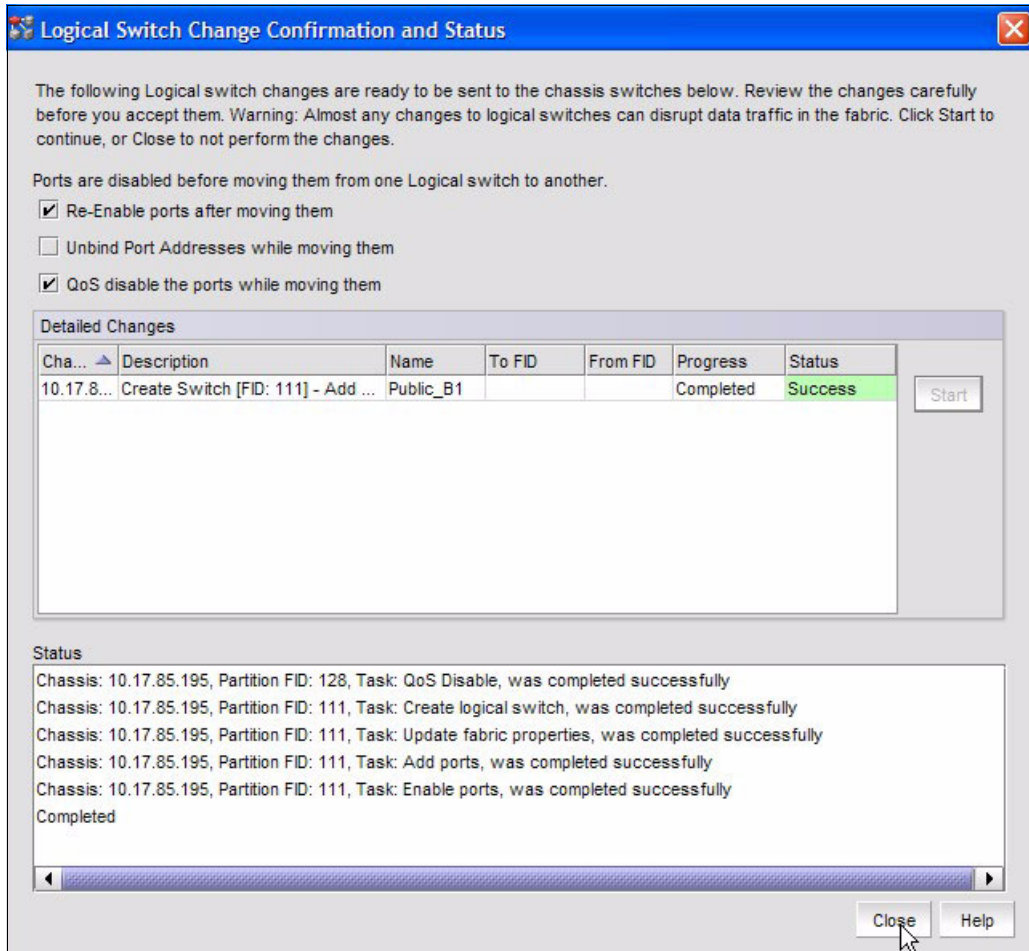 Logical Switch Change Confirmation and Status
The following Logical switch changes are ready to be sent to the chassis switches below. Review the changes carefully
before you accept them. Warning: Almost any changes to logical switches can disrupt data traffic in the fabric. Click Start to
continue, or Close to not perform the changes.
Ports are disabled before moving them from one Logical switch to another.
Re-Enable ports after moving them
Unbind Port Addresses while moving them
QoS disable the ports while moving them
Detailed Changes
Cha... Description Name To FID From FID Progress Status
10.17.8... Create Switch [FID: 111] - Add ... Public_B1 Completed Success
Start
Status
Chassis: 10.17.85.195, Partition FID: 128, Task: QoS Disable, was completed successfully
Chassis: 10.17.85.195, Partition FID: 111, Task: Create logical switch, was completed successfully
Chassis: 10.17.85.195, Partition FID: 111, Task: Update fabric properties, was completed successfully
Chassis: 10.17.85.195, Partition FID: 111, Task: Add ports, was completed successfully
Chassis: 10.17.85.195, Partition FID: 111, Task: Enable ports, was completed successfully
Completed
Close Help